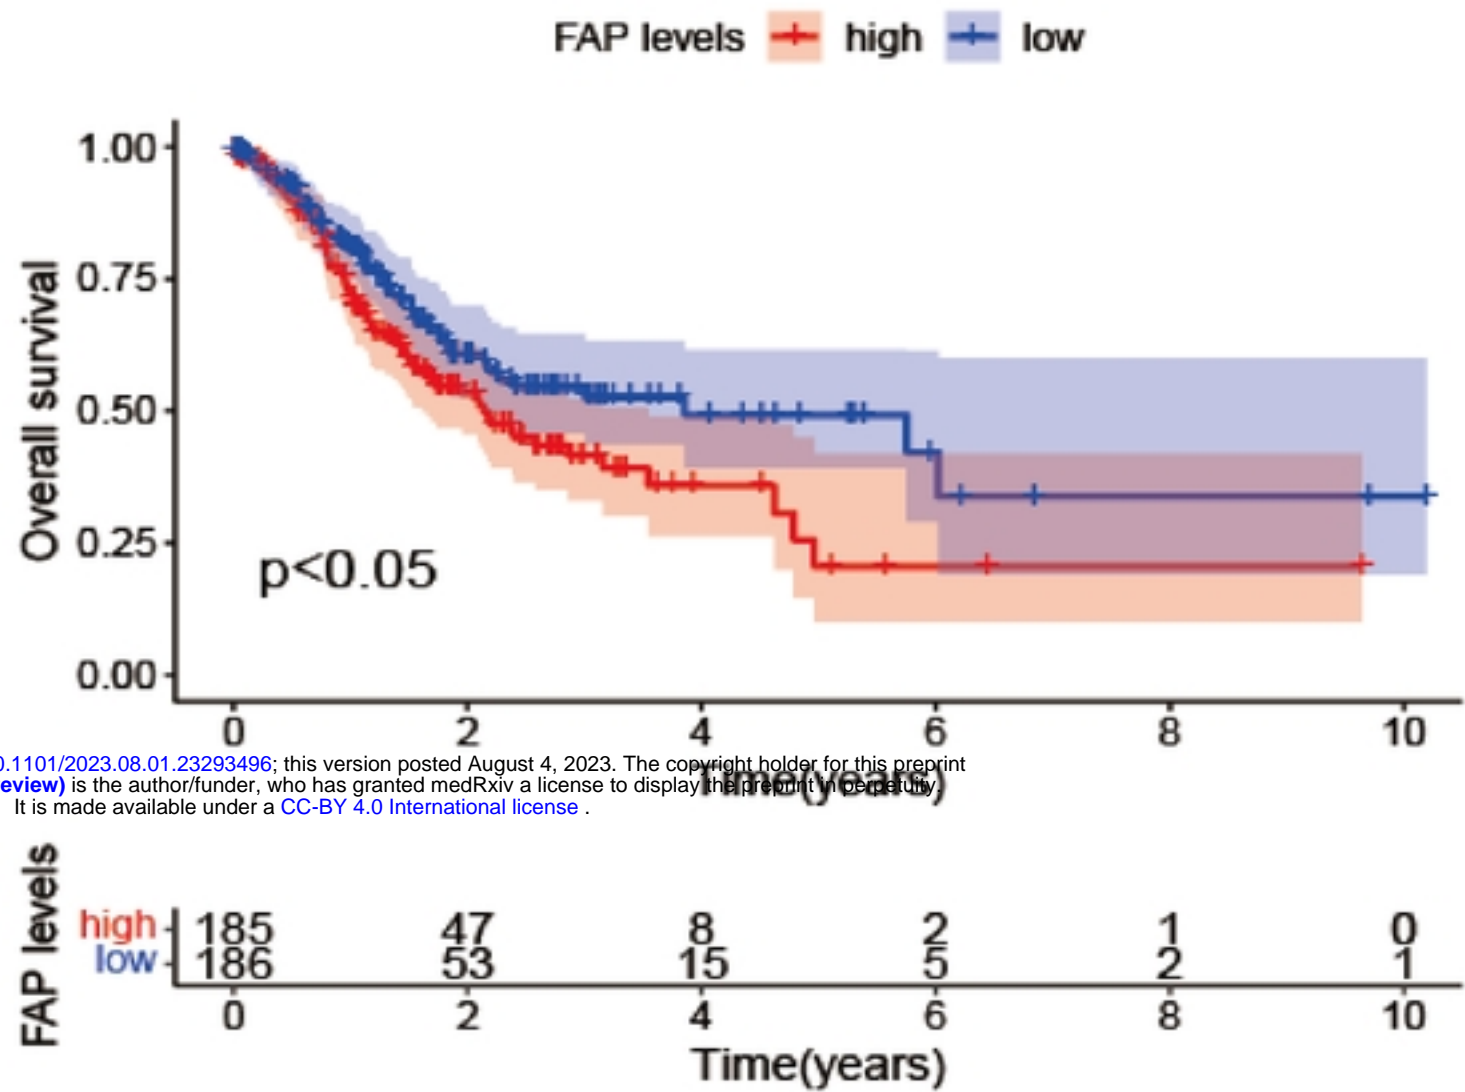 FAP levels high low
1.00
0.75
0.50
0.25
0.00
Overall survival
p<0.05
0 2 4 6 8 10
Time(years)
0.1101/2023.08.01.23293496; this version posted August 4, 2023. The copyright holder for this preprint
eview) is the author/funder, who has granted medRxiv a license to display the preprint in perpetuity.
It is made available under a CC-BY 4.0 International license .
FAP levels
high 185 47 8 2 1 0
low 186 53 15 5 2 1
0 2 4 6 8 10
Time(years)